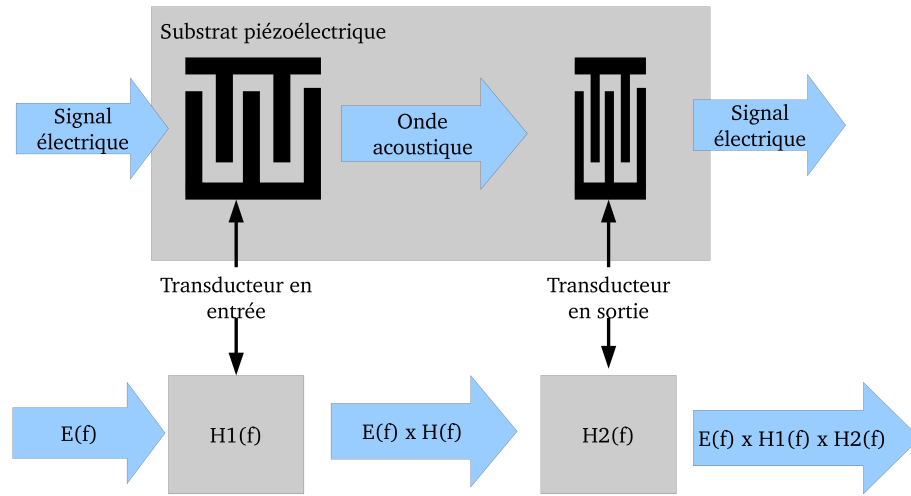 Substrat piézoélectrique
Signal
électrique
Onde
acoustique
Signal
électrique
Transducteur en
entrée
Transducteur
en sortie
E(f)
H1(f)
E(f) x H(f)
H2(f)
E(f) x H1(f) x H2(f)